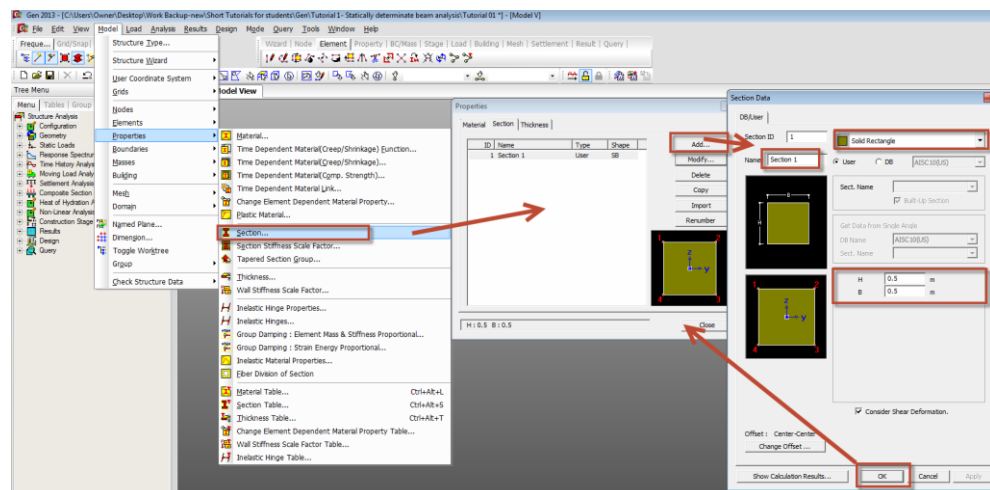 Gen 2013 - [C:\Users\Owner\Desktop\Work Backup-new\Short Tutorials for students\Gen\Tutorial 1- Statically determinate beam analysis\Tutorial 01 *] - [Model V]
File Edit View Model Load Analysis Results Design Mode Query Tools Window Help
Freque... Grid/Snap
Wizard Node Element Property BC/Mass Stage Load Building Mesh Settlement Result Query
Tree Menu
Menu Tables Group
Structure Analysis
Configuration
Geometry
Static Loads
Response Spectrur
Time History Analys
Moving Load Analy
Settlement Analysis
Composite Section
Heat of Hydration A
Non-Linear Analysis
Construction Stage
Results
Design
Query
Structure Type...
Structure Wizard
User Coordinate System
Grids
Nodes
Elements
Properties
Boundaries
Masses
Building
Mesh
Domain
Named Plane...
Dimension...
Toggle Worktree
Group
Check Structure Data
Model View
Material...
Time Dependent Material(Creep/Shrinkage) Function...
Time Dependent Material(Creep/Shrinkage)...
Time Dependent Material(Comp. Strength)...
Time Dependent Material Link...
Change Element Dependent Material Property...
Plastic Material...
Section...
Section Stiffness Scale Factor...
Tapered Section Group...
Thickness...
Wall Stiffness Scale Factor...
Inelastic Hinge Properties...
Inelastic Hinges...
Group Damping : Element Mass & Stiffness Proportional...
Group Damping : Strain Energy Proportional...
Inelastic Material Properties...
Fiber Division of Section
Material Table... Ctrl+Alt+L
Section Table... Ctrl+Alt+S
Thickness Table... Ctrl+Alt+T
Change Element Dependent Material Property Table...
Wall Stiffness Scale Factor Table...
Inelastic Hinge Table...
Properties
Material Section Thickness
ID Name Type Shape
1 Section 1 User SB
Add...
Modify...
Delete
Copy
Import
Renumber
1 2
z
y
4 3
H : 0.5 B : 0.5
Close
Section Data
DB/User
Section ID 1
Solid Rectangle
Name Section 1
User DB AISC10(US)
Sect. Name
Built-Up Section
Get Data from Single Angle
DB Name AISC10(US)
Sect. Name
B
H
H 0.5 m
B 0.5 m
1 2
z
y
4 3
Consider Shear Deformation.
Offset : Center-Center
Change Offset ...
Show Calculation Results... OK Cancel Apply